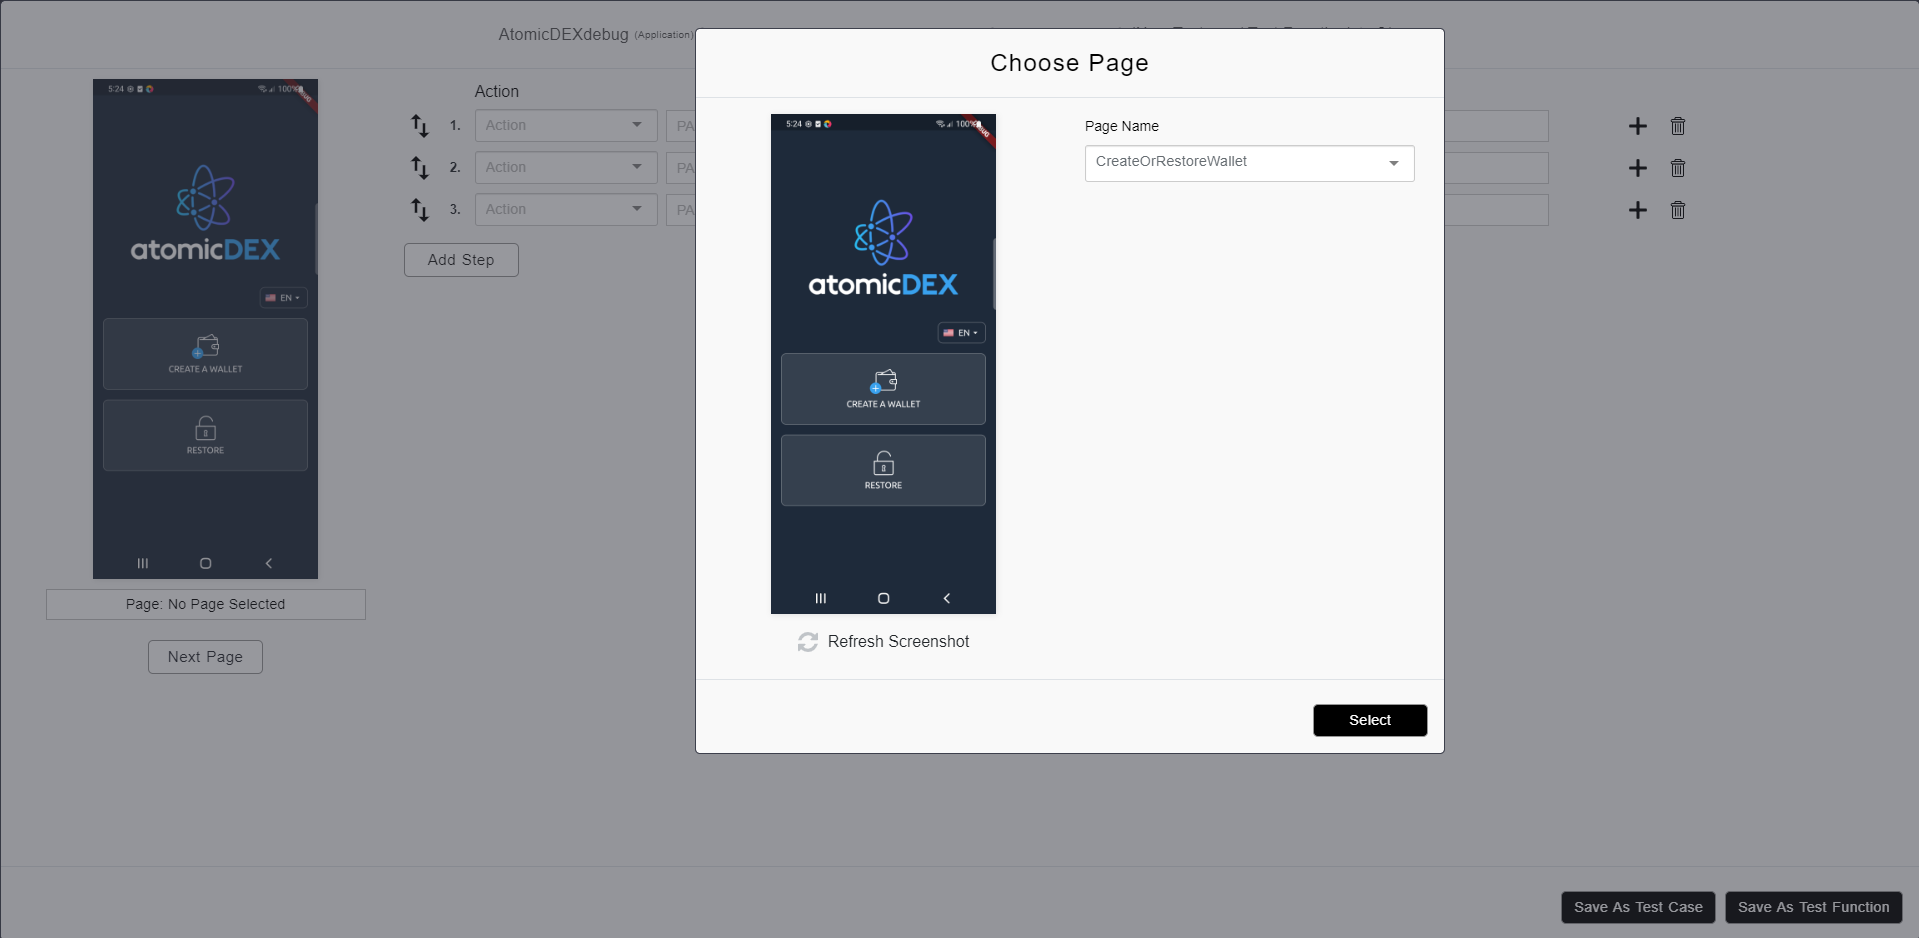 AtomicDEXdebug (Application)
Choose Page
5:24 100%
atomicDEX
EN
CREATE A WALLET
RESTORE
Page: No Page Selected
Next Page
Action
1. Action PA
2. Action PA
3. Action PA
Add Step
5:24 100%
atomicDEX
EN
CREATE A WALLET
RESTORE
Refresh Screenshot
Page Name
CreateOrRestoreWallet
Select
Save As Test Case
Save As Test Function